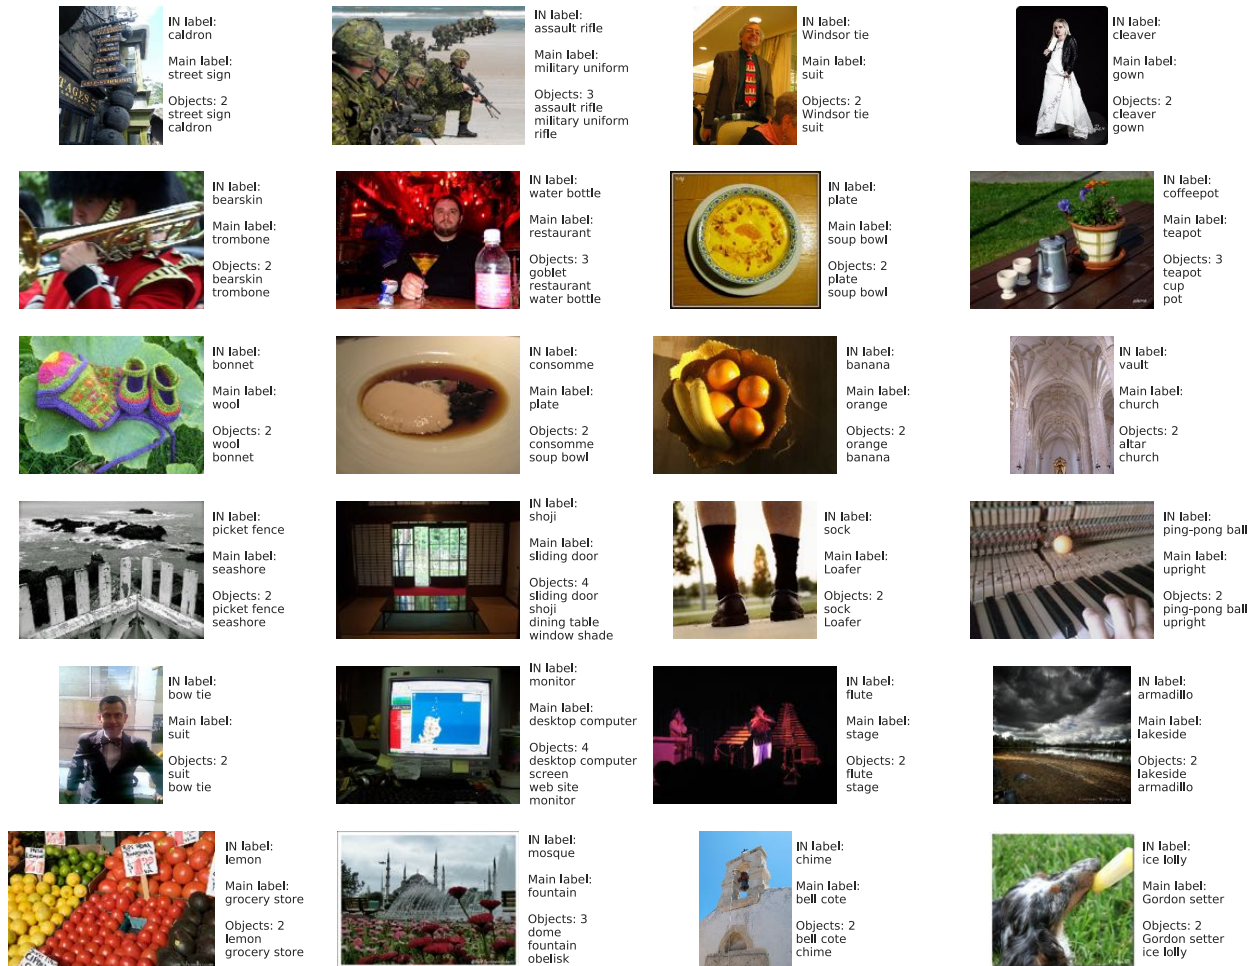 IN label:
caldron
Main label:
street sign
Objects: 2
street sign
caldron
IN label:
assault rifle
Main label:
military uniform
Objects: 3
assault rifle
military uniform
rifle
IN label:
Windsor tie
Main label:
suit
Objects: 2
Windsor tie
suit
IN label:
cleaver
Main label:
gown
Objects: 2
cleaver
gown
IN label:
bearskin
Main label:
trombone
Objects: 2
bearskin
trombone
IN label:
water bottle
Main label:
restaurant
Objects: 3
goblet
restaurant
water bottle
IN label:
plate
Main label:
soup bowl
Objects: 2
plate
soup bowl
IN label:
coffeepot
Main label:
teapot
Objects: 3
teapot
cup
pot
IN label:
bonnet
Main label:
wool
Objects: 2
wool
bonnet
IN label:
consomme
Main label:
plate
Objects: 2
consomme
soup bowl
IN label:
banana
Main label:
orange
Objects: 2
orange
banana
IN label:
vault
Main label:
church
Objects: 2
altar
church
IN label:
picket fence
Main label:
seashore
Objects: 2
picket fence
seashore
IN label:
shoji
Main label:
sliding door
Objects: 4
sliding door
shoji
dining table
window shade
IN label:
sock
Main label:
Loafer
Objects: 2
sock
Loafer
IN label:
ping-pong ball
Main label:
upright
Objects: 2
ping-pong ball
upright
IN label:
bow tie
Main label:
suit
Objects: 2
suit
bow tie
IN label:
monitor
Main label:
desktop computer
Objects: 4
desktop computer
screen
web site
monitor
IN label:
flute
Main label:
stage
Objects: 2
flute
stage
IN label:
armadillo
Main label:
lakeside
Objects: 2
lakeside
armadillo
IN label:
lemon
Main label:
grocery store
Objects: 2
lemon
grocery store
IN label:
mosque
Main label:
fountain
Objects: 3
dome
fountain
obelisk
IN label:
chime
Main label:
bell cote
Objects: 2
bell cote
chime
IN label:
ice lolly
Main label:
Gordon setter
Objects: 2
Gordon setter
ice lolly